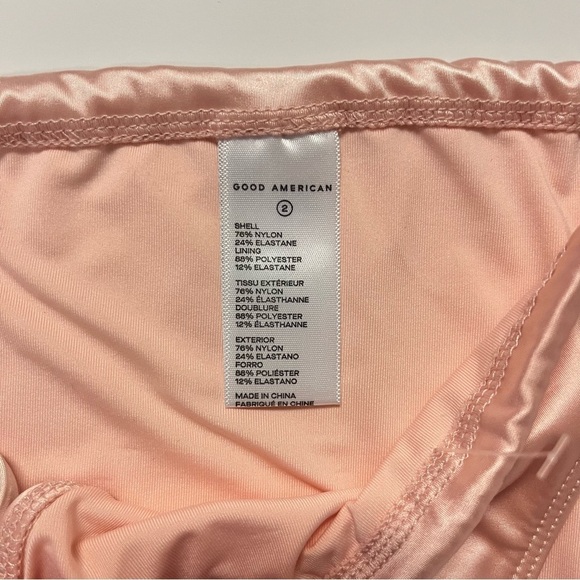 GOOD AMERICAN
2
SHELL
76% NYLON
24% ELASTANE
LINING
88% POLYESTER
12% ELASTANE
TISSU EXTÉRIEUR
76% NYLON
24% ÉLASTHANNE
DOUBLURE
88% POLYESTER
12% ÉLASTHANNE
EXTERIOR
76% NYLON
24% ELASTANO
FORRO
88% POLIÉSTER
12% ELASTANO
MADE IN CHINA
FABRIQUÉ EN CHINE